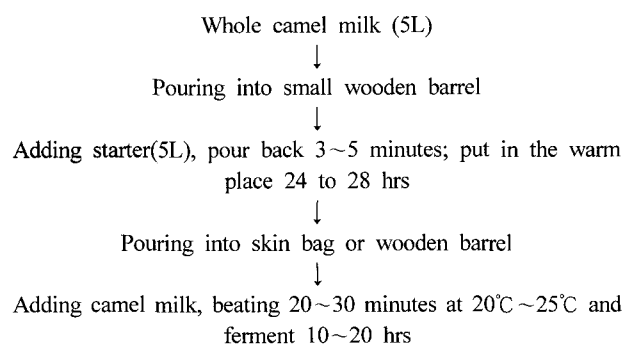 Whole camel milk (5L)
↓
Pouring into small wooden barrel
↓
Adding starter(5L), pour back 3~5 minutes; put in the warm
place 24 to 28 hrs
↓
Pouring into skin bag or wooden barrel
↓
Adding camel milk, beating 20~30 minutes at 20℃~25℃ and
ferment 10~20 hrs